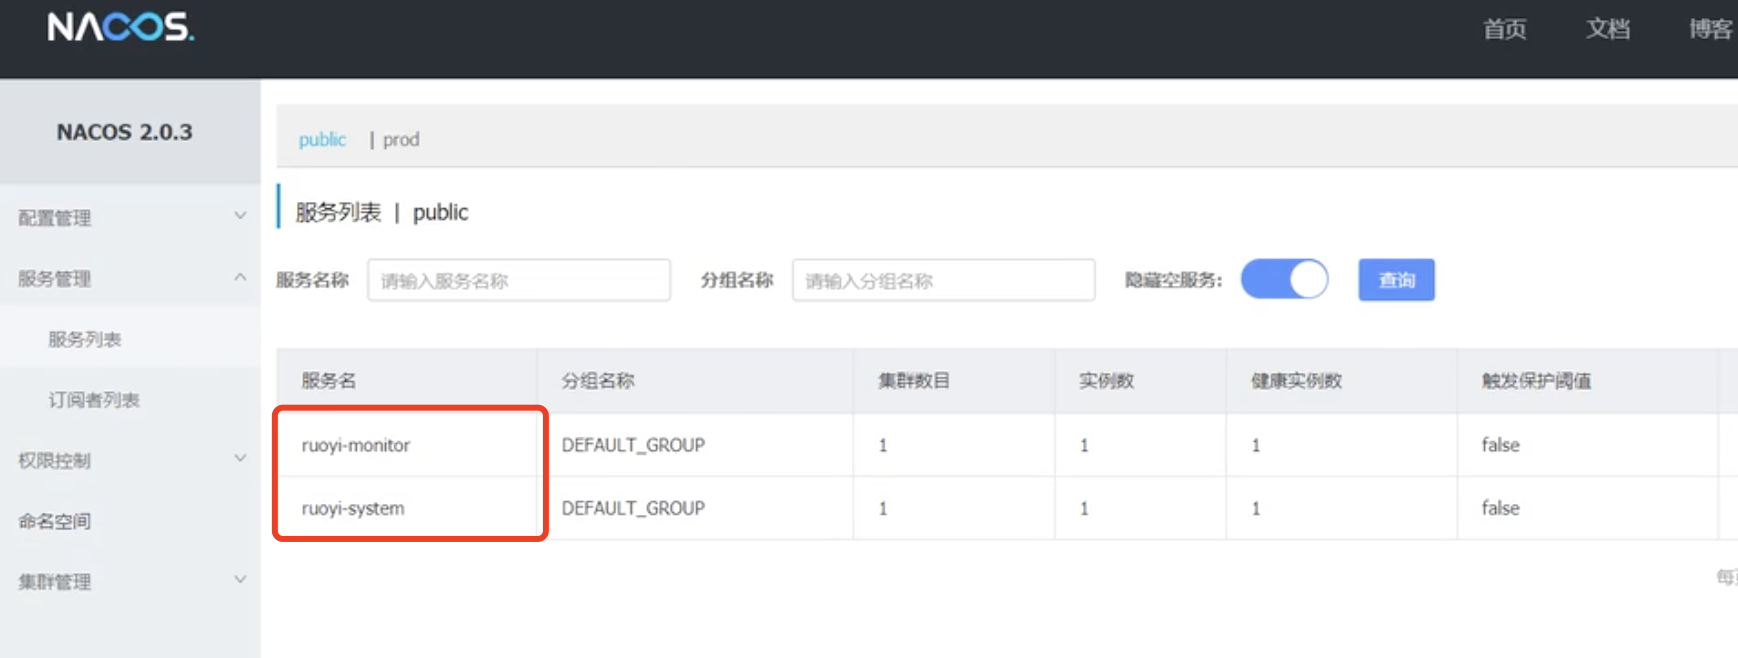 NACOS.
首页 文档 博客
NACOS 2.0.3
public | prod
配置管理
服务列表 | public
服务管理
服务名称 请输入服务名称 分组名称 请输入分组名称 隐藏空服务: 查询
服务列表
订阅者列表
权限控制
命名空间
集群管理
服务名 分组名称 集群数目 实例数 健康实例数 触发保护阈值
ruoyi-monitor DEFAULT_GROUP 1 1 1 false
ruoyi-system DEFAULT_GROUP 1 1 1 false
每